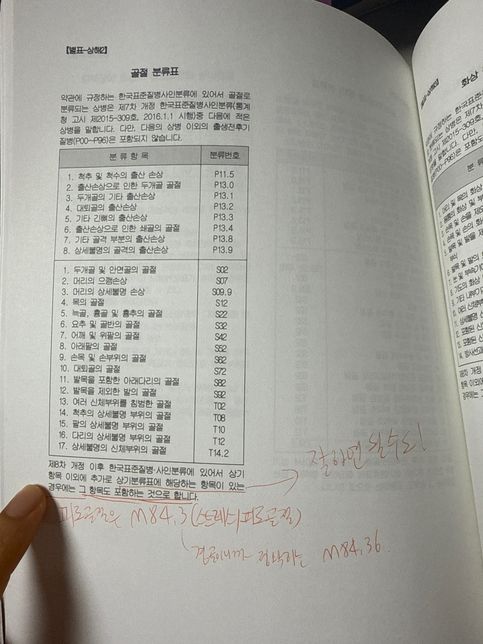 【별표-상해2】
골절 분류표
약관에 규정하는 한국표준질병사인분류에 있어서 골절로
분류되는 상병은 제7차 개정 한국표준질병사인분류(통계
청 고시 제2015-309호, 2016.1.1 시행)중 다음에 적은
상병을 말합니다. 다만, 다음의 상병 이외의 출생전후기
질병(P00~P96)은 포함되지 않습니다.
분 류 항 목 분류번호
1. 척추 및 척수의 출산 손상 P11.5
2. 출산손상으로 인한 두개골 골절 P13.0
3. 두개골의 기타 출산손상 P13.1
4. 대퇴골의 출산손상 P13.2
5. 기타 긴뼈의 출산손상 P13.3
6. 출산손상으로 인한 쇄골의 골절 P13.4
7. 기타 골격 부분의 출산손상 P13.8
8. 상세불명의 골격의 출산손상 P13.9
1. 두개골 및 안면골의 골절 S02
2. 머리의 으깸손상 S07
3. 머리의 상세불명 손상 S09.9
4. 목의 골절 S12
5. 늑골, 흉골 및 흉추의 골절 S22
6. 요추 및 골반의 골절 S32
7. 어깨 및 위팔의 골절 S42
8. 아래팔의 골절 S52
9. 손목 및 손부위의 골절 S62
10. 대퇴골의 골절 S72
11. 발목을 포함한 아래다리의 골절 S82
12. 발목을 제외한 발의 골절 S92
13. 여러 신체부위를 침범한 골절 T02
14. 척추의 상세불명 부위의 골절 T08
15. 팔의 상세불명 부위의 골절 T10
16. 다리의 상세불명 부위의 골절 T12
17. 상세불명의 신체부위의 골절 T14.2
제8차 개정 이후 한국표준질병·사인분류에 있어서 상기
항목 이외에 추가로 상기분류표에 해당하는 항목이 있는
경우에는 그 항목도 포함하는 것으로 합니다.
잘하면 될수도!
피로골절은 M84.3(스트레스, 피로골절)
M84.36.
화상